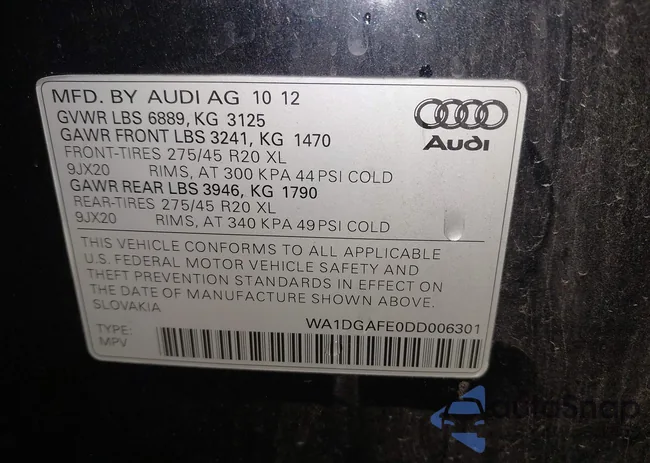 MFD. BY AUDI AG 10 12
GVWR LBS 6889, KG 3125
GAWR FRONT LBS 3241, KG 1470
FRONT-TIRES 275/45 R20 XL
9JX20 RIMS, AT 300 KPA 44 PSI COLD
GAWR REAR LBS 3946, KG 1790
REAR-TIRES 275/45 R20 XL
9JX20 RIMS, AT 340 KPA 49 PSI COLD
Audi
THIS VEHICLE CONFORMS TO ALL APPLICABLE
U.S. FEDERAL MOTOR VEHICLE SAFETY AND
THEFT PREVENTION STANDARDS IN EFFECT ON
THE DATE OF MANUFACTURE SHOWN ABOVE.
SLOVAKIA
WA1DGAFE0DD006301
TYPE:
MPV
autoSnap